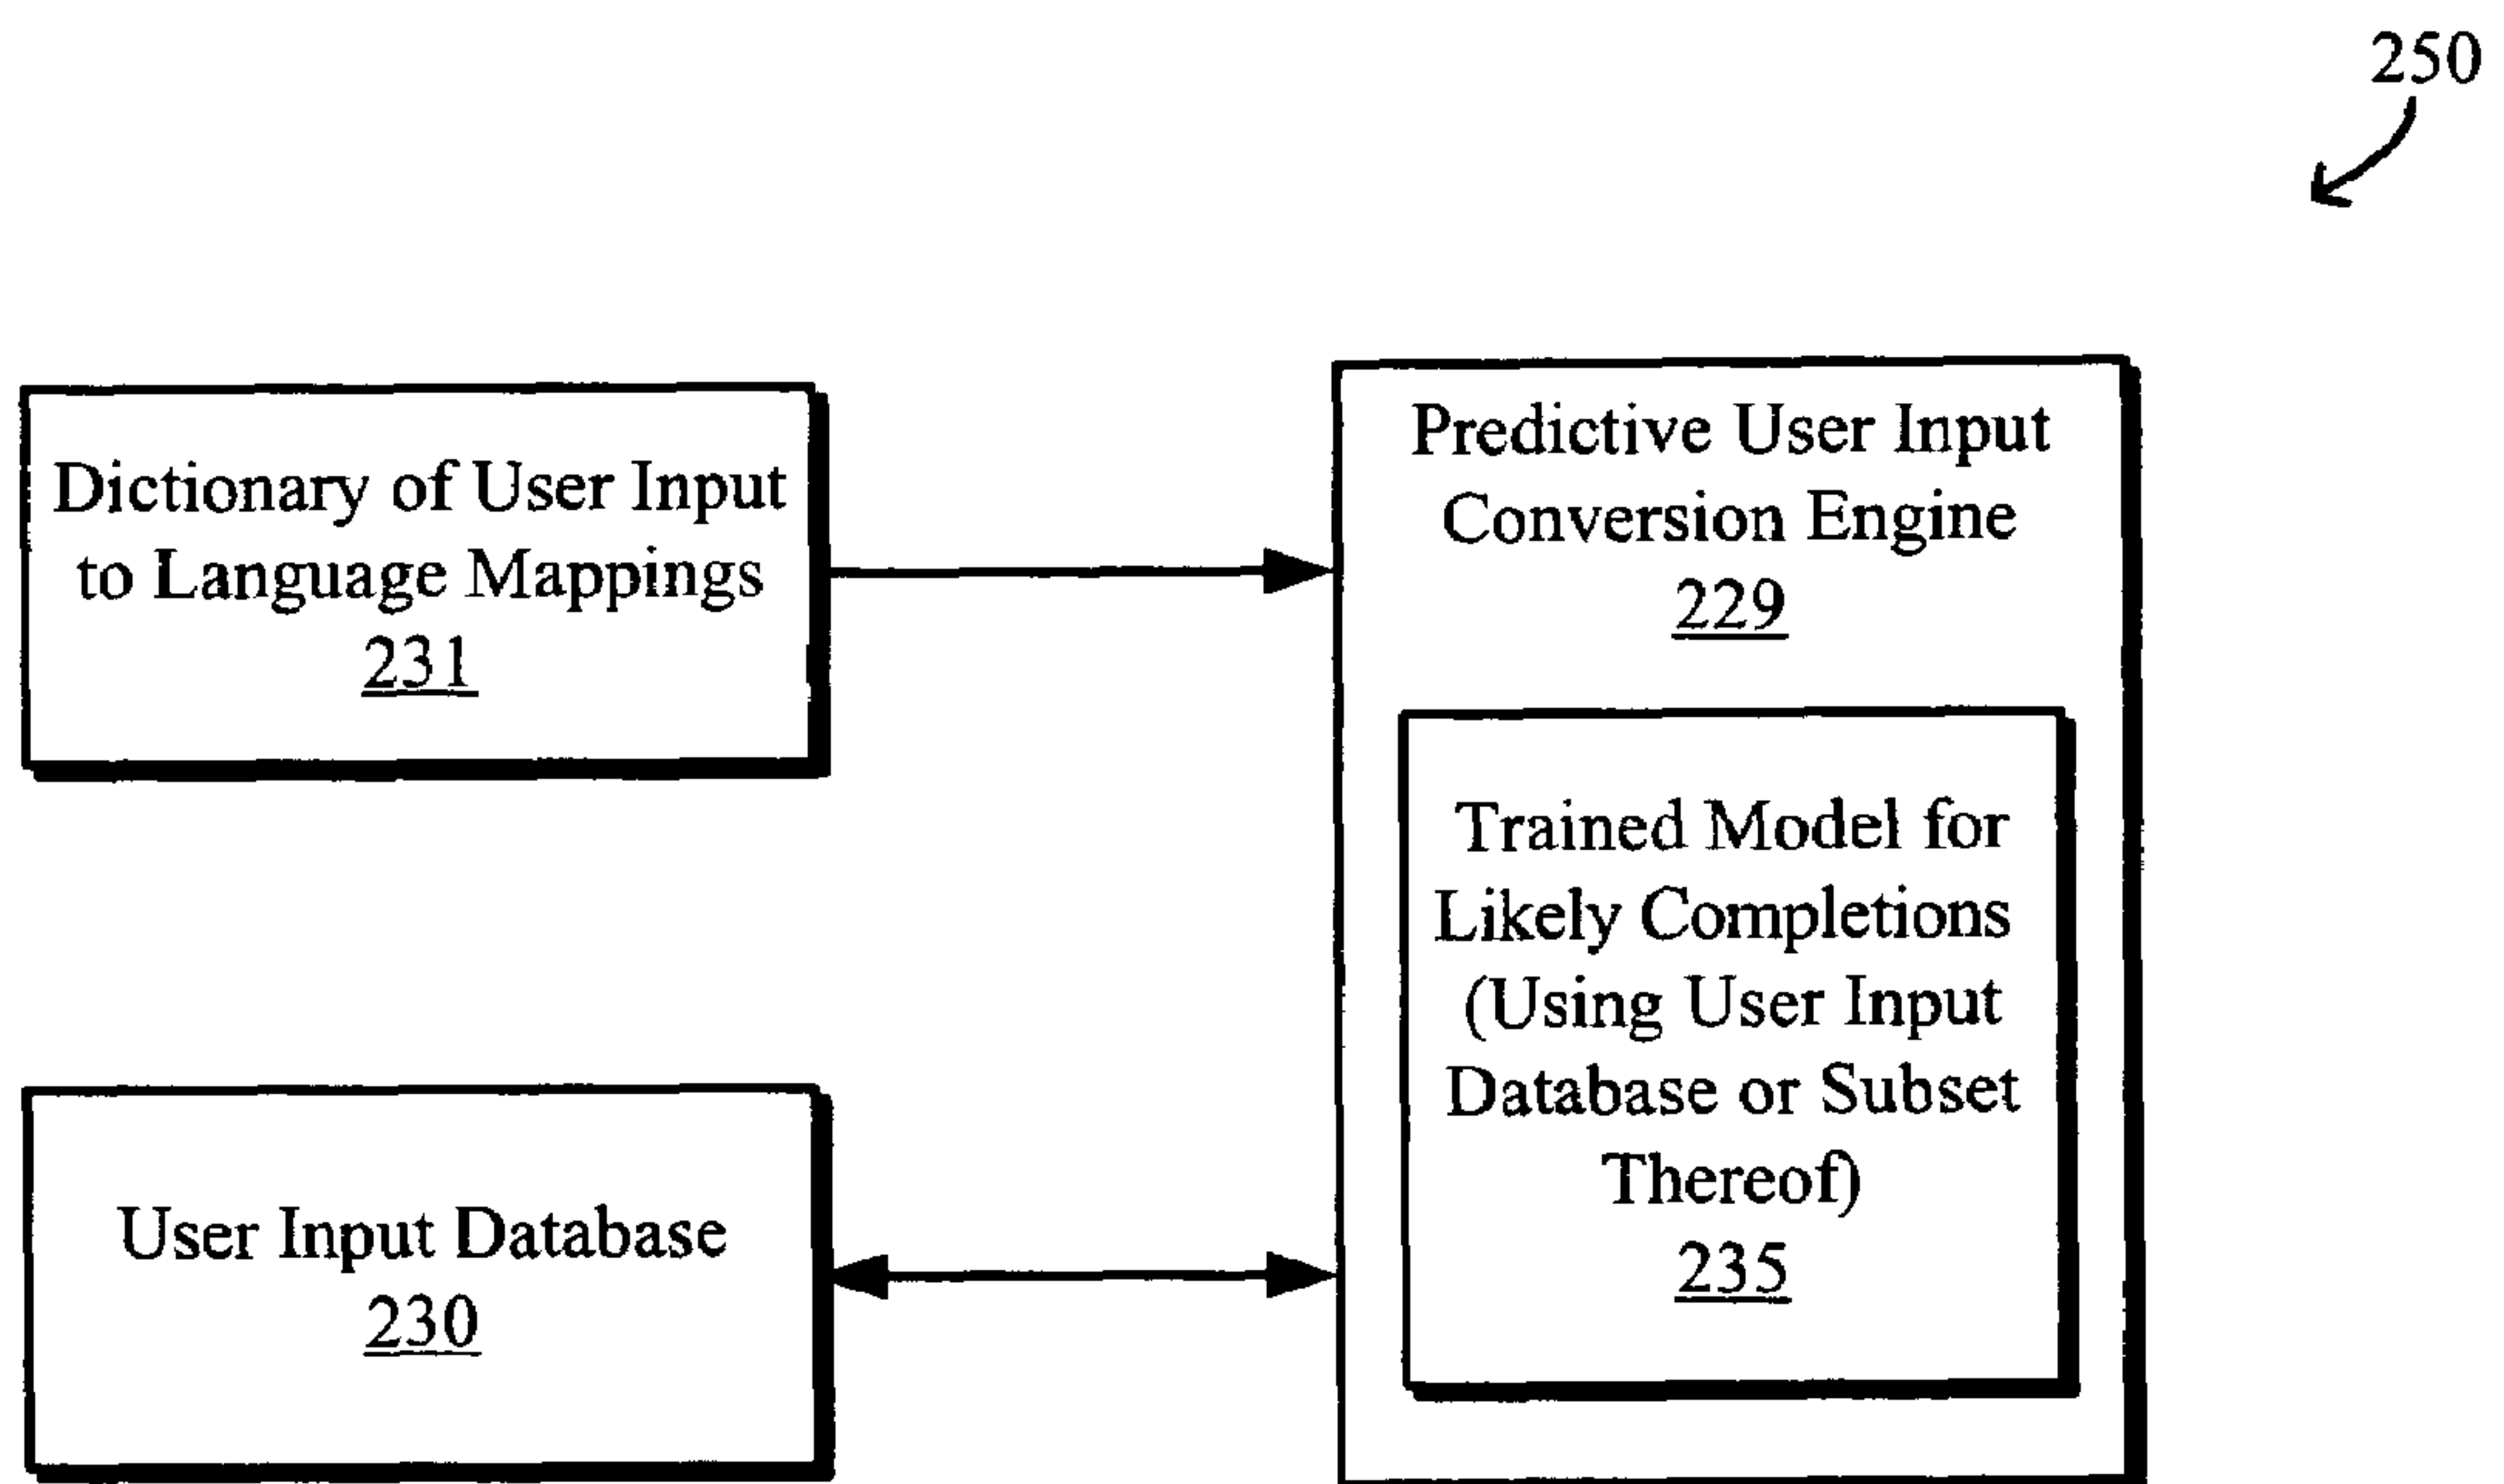 250
Dictionary of User Input
to Language Mappings
231
Predictive User Input
Conversion Engine
229
Trained Model for
Likely Completions
(Using User Input
Database or Subset
Thereof)
235
User Input Database
230